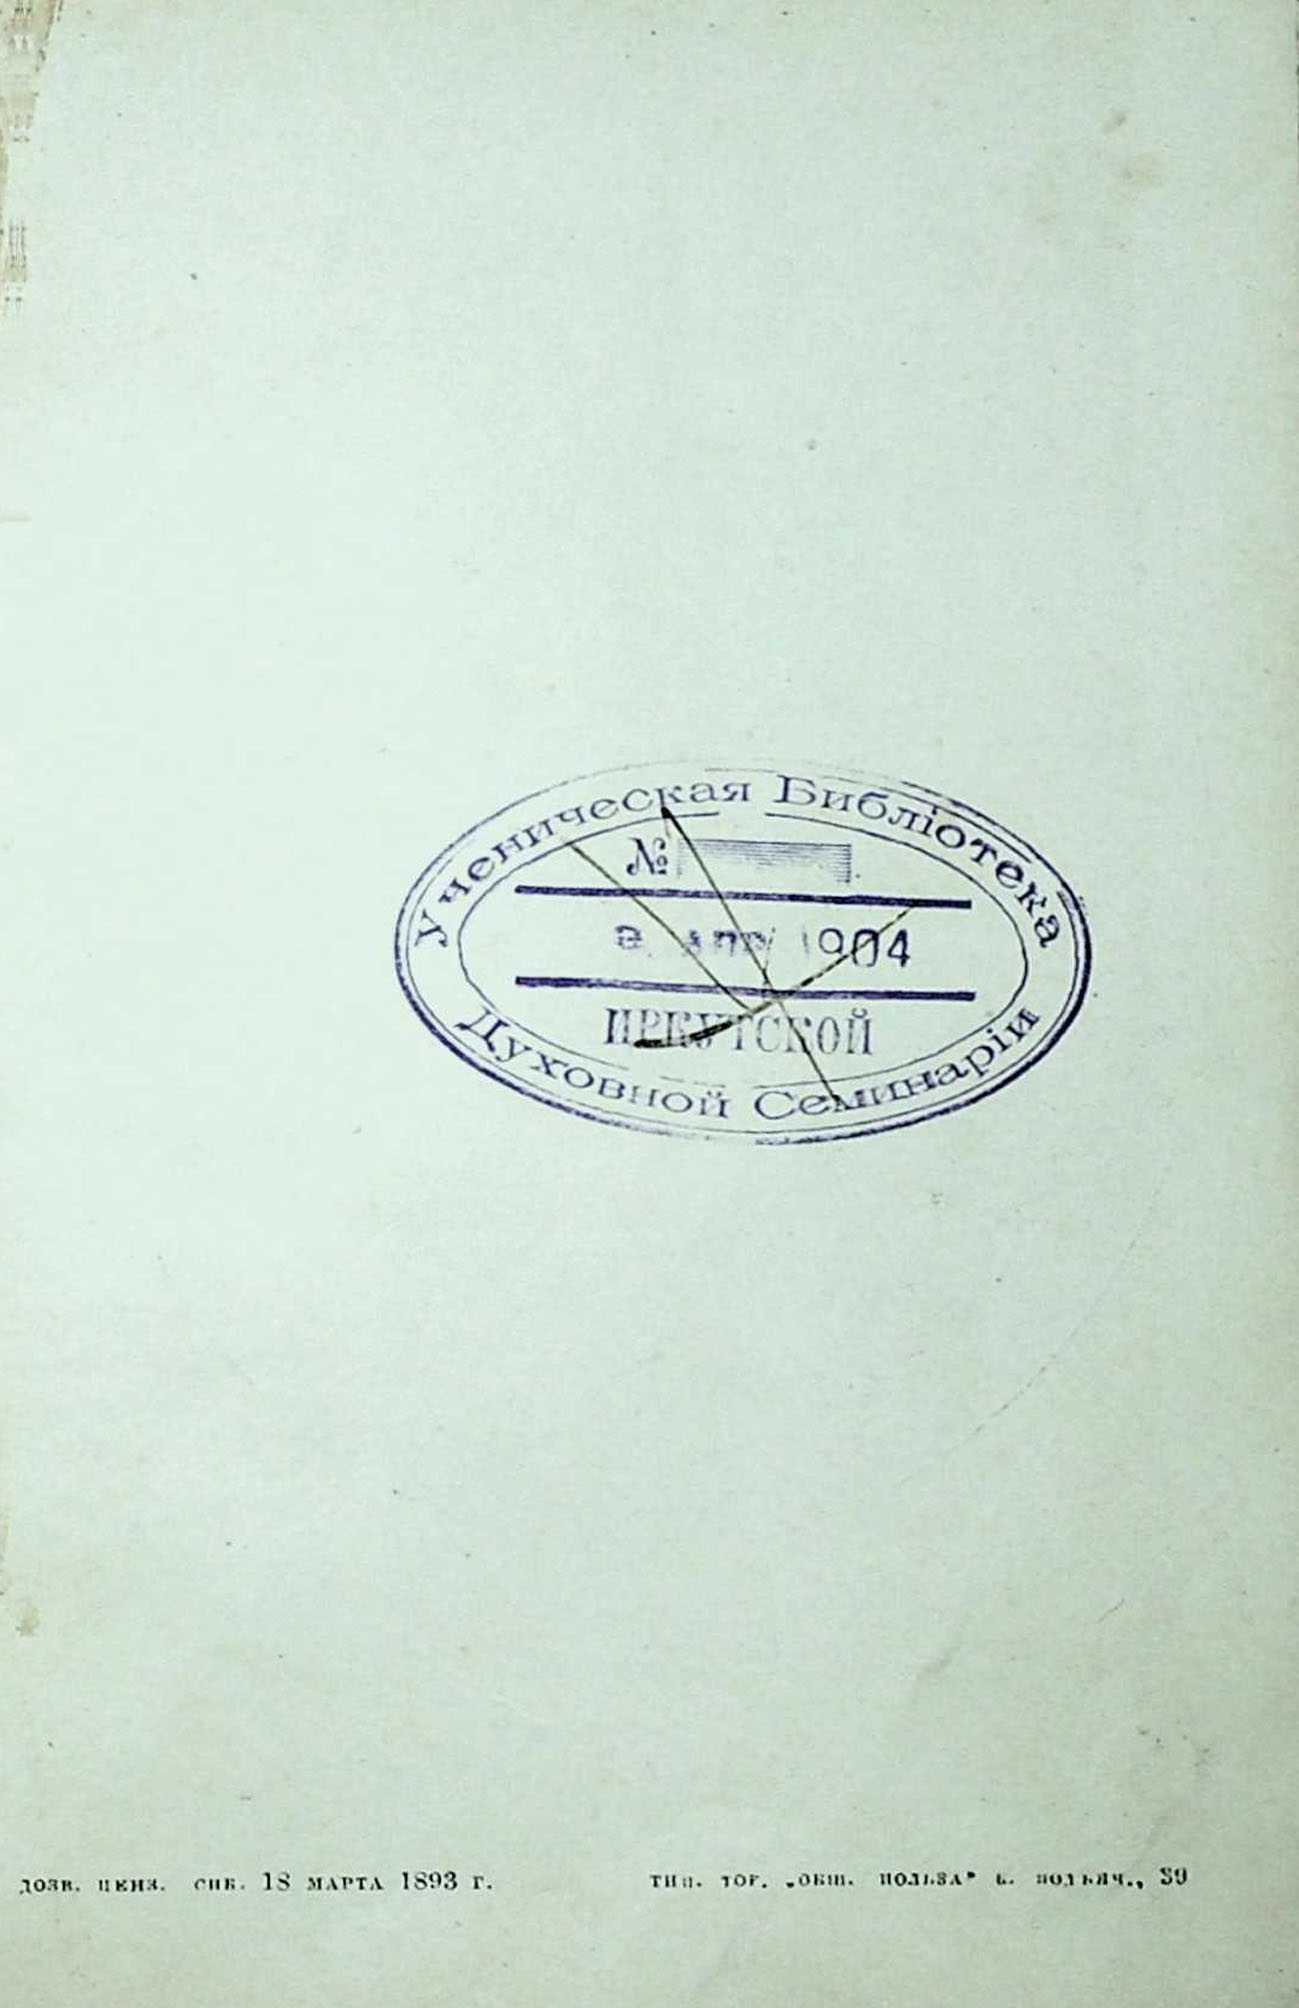 Ученическая Библіотека
№
АПР 1904
ИРКУТСКОЙ
Духовной Семинаріи
дозв. ценз. спб. 18 марта 1893 г.
тип. тов. „общ. польза“ б. подьяч., 39